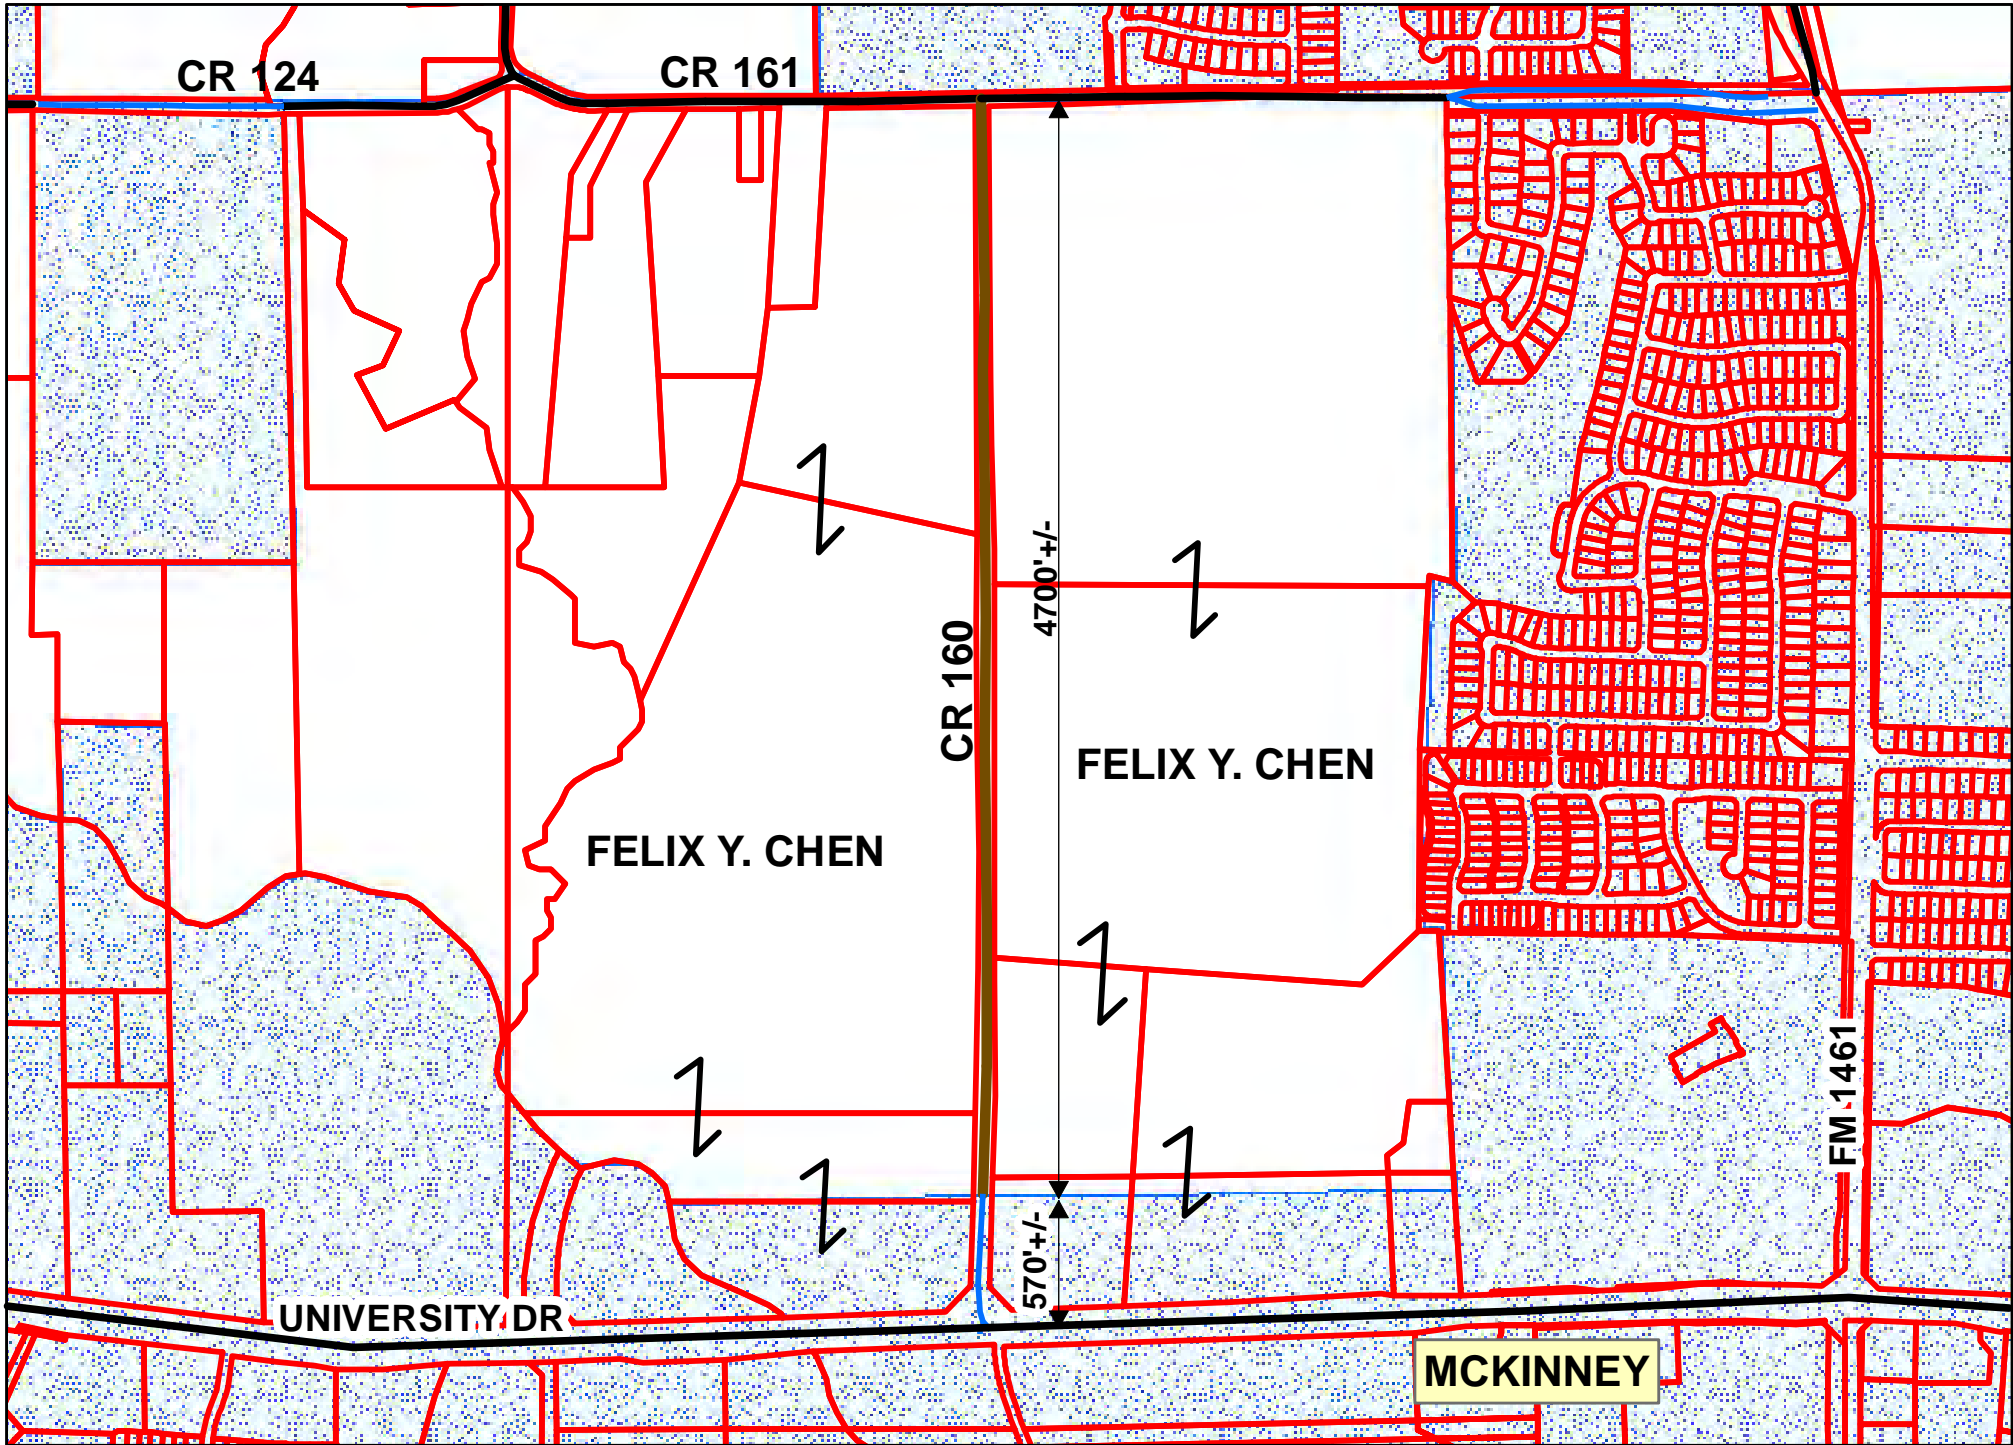 CR 124
CR 161
4700'+/-
CR 160
FELIX Y. CHEN
FELIX Y. CHEN
FM 1461
570'+/-
UNIVERSITY DR
MCKINNEY